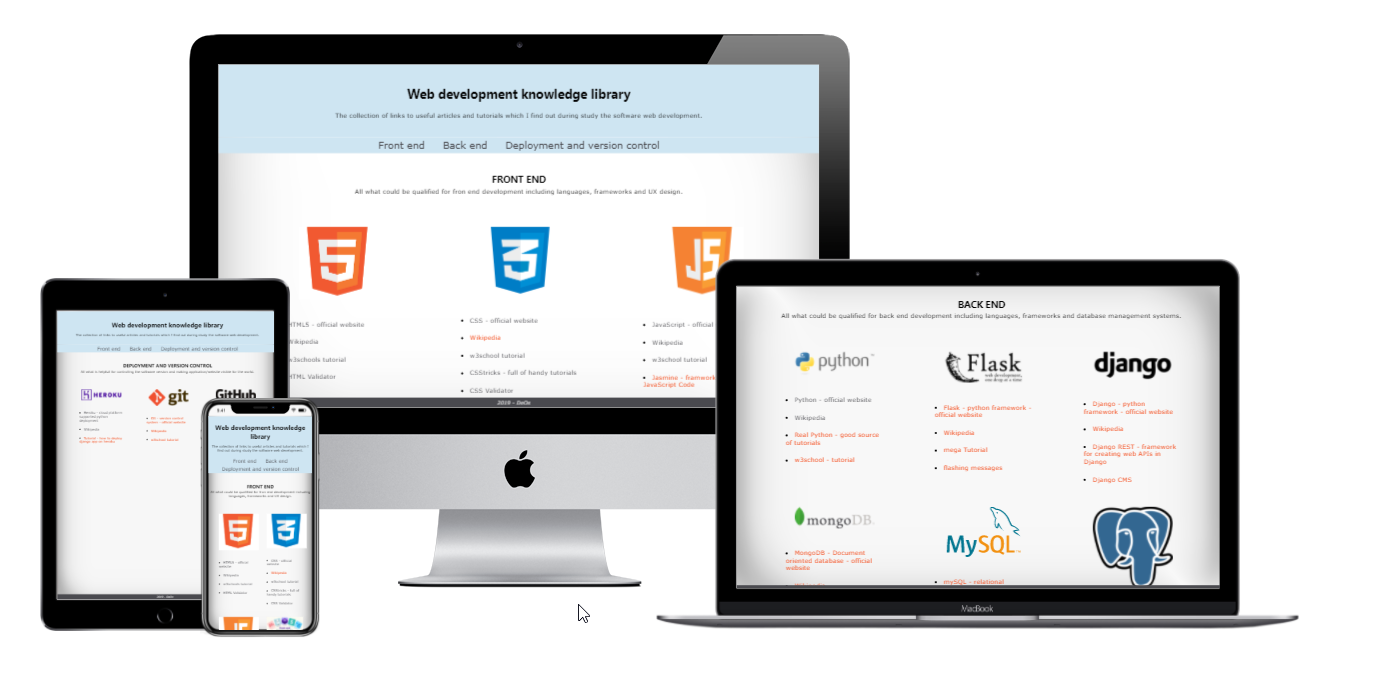 Web development knowledge library
The collection of links to useful articles and tutorials which I find out during study the software web development.
Front end Back end Deployment and version control
FRONT END
All what could be qualified for fron end development including languages, frameworks and UX design.
5
3
JS
HTML5 - official website
Wikipedia
w3schools tutorial
HTML Validator
CSS - official website
Wikipedia
w3school tutorial
CSStricks - full of handy tutorials
CSS Validator
JavaScript - official
Wikipedia
w3school tutorial
Jasmine - framwork
JavaScript Code
BACK END
All what could be qualified for back end development including languages, frameworks and database management systems.
python
Python - official website
Wikipedia
Real Python - good source
of tutorials
w3school - tutorial
Flask
web development,
one drop at a time
Flask - python framework -
official website
Wikipedia
mega Tutorial
flashing messages
django
Django - python
framework - official website
Wikipedia
Django REST - framework
for creating web APIs in
Django
Django CMS
mongoDB
MongoDB - Document
oriented database - official
website
Wikipedia
MySQL
mySQL - relational
MacBook
Web development knowledge library
The collection of links to useful articles and tutorials which I find out during study the software web development.
Front end Back end Deployment and version control
DEPLOYMENT AND VERSION CONTROL
HEROKU
Wikipedia
git
Wikipedia
GitHub
Web development knowledge
library
The collection of links to useful articles and tutorials which I
find out during study the software web development.
Front end Back end
Deployment and version control
FRONT END
All what could be qualified for fron end development including
languages, frameworks and UX design.
5
3
HTML5 - official
website
Wikipedia
w3schools tutorial
HTML Validator
CSS - official
website
Wikipedia
w3school tutorial
CSStricks - full of
handy tutorials
CSS Validator
JS